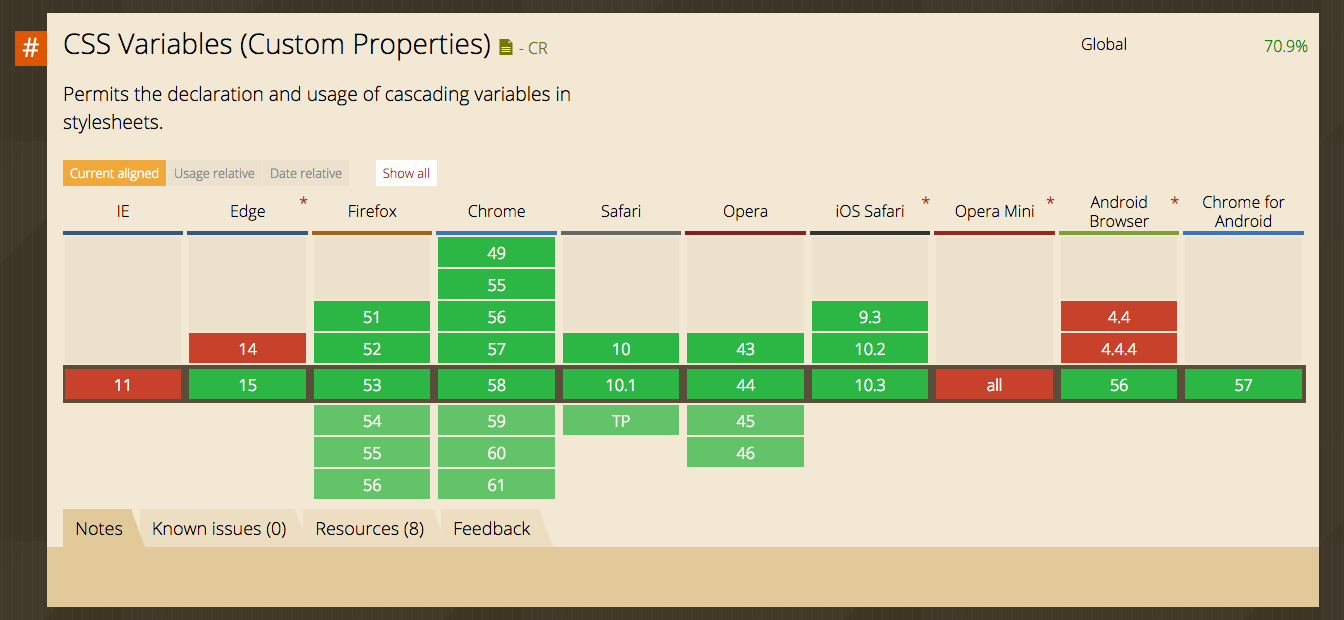 #
CSS Variables (Custom Properties) - CR
Global 70.9%
Permits the declaration and usage of cascading variables in
stylesheets.
Current aligned Usage relative Date relative Show all
IE Edge * Firefox Chrome Safari Opera iOS Safari * Opera Mini * Android Browser * Chrome for Android
49
55
51 56 9.3 4.4
14 52 57 10 43 10.2 4.4.4
11 15 53 58 10.1 44 10.3 all 56 57
54 59 TP 45
55 60 46
56 61
Notes Known issues (0) Resources (8) Feedback